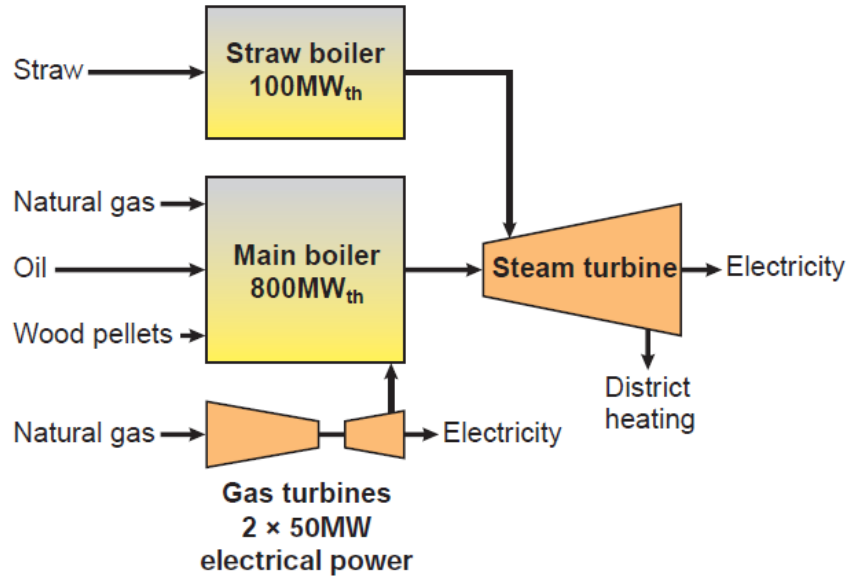 Straw
Straw boiler
100MWth
Natural gas
Oil
Wood pellets
Main boiler
800MWth
Steam turbine
Electricity
District
heating
Natural gas
Electricity
Gas turbines
2 × 50MW
electrical power